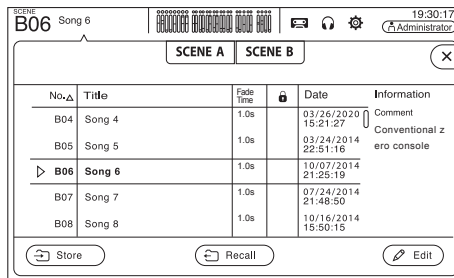 SCENE
B06 Song 6
19:30:17
Administrator
SCENE A SCENE B
No. Title Fade Time Date Information
B04 Song 4 1.0s 03/26/2020 15:21:27
Comment
B05 Song 5 1.0s 03/24/2014 22:51:16
Conventional z
ero console
B06 Song 6 1.0s 10/07/2014 21:25:19
B07 Song 7 1.0s 07/24/2014 21:48:50
B08 Song 8 1.0s 10/16/2014 15:50:15
Store Recall Edit